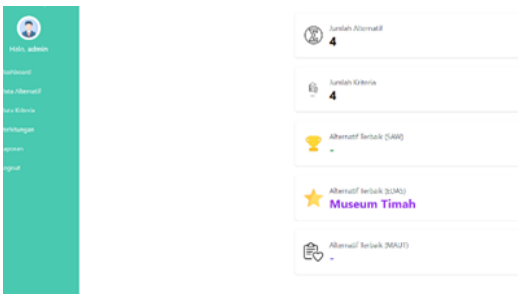 Halo, admin
Dashboard
Data Alternatif
Data Kriteria
Perhitungan
Laporan
Logout
Jumlah Alternatif
4
Jumlah Kriteria
4
Alternatif Terbaik (SAW)
-
Alternatif Terbaik (EDAS)
Museum Timah
Alternatif Terbaik (MAUT)
-